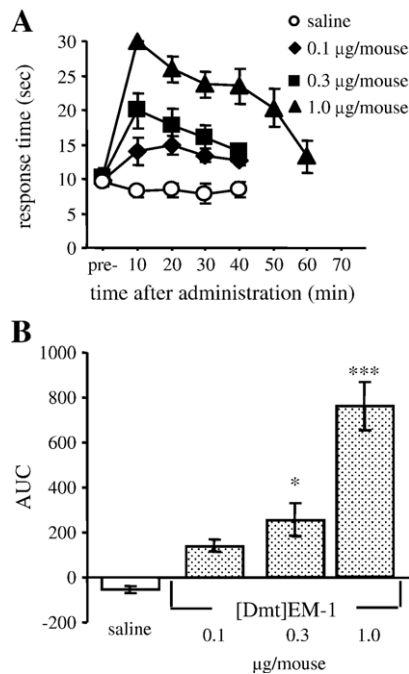 A
saline
0.1 µg/mouse
0.3 µg/mouse
1.0 µg/mouse
response time (sec)
30
25
20
15
10
5
0
pre- 10 20 30 40 50 60 70
time after administration (min)
B
AUC
1000
800
600
400
200
0
-200
*
***
[Dmt]EM-1
saline
0.1 0.3 1.0
µg/mouse